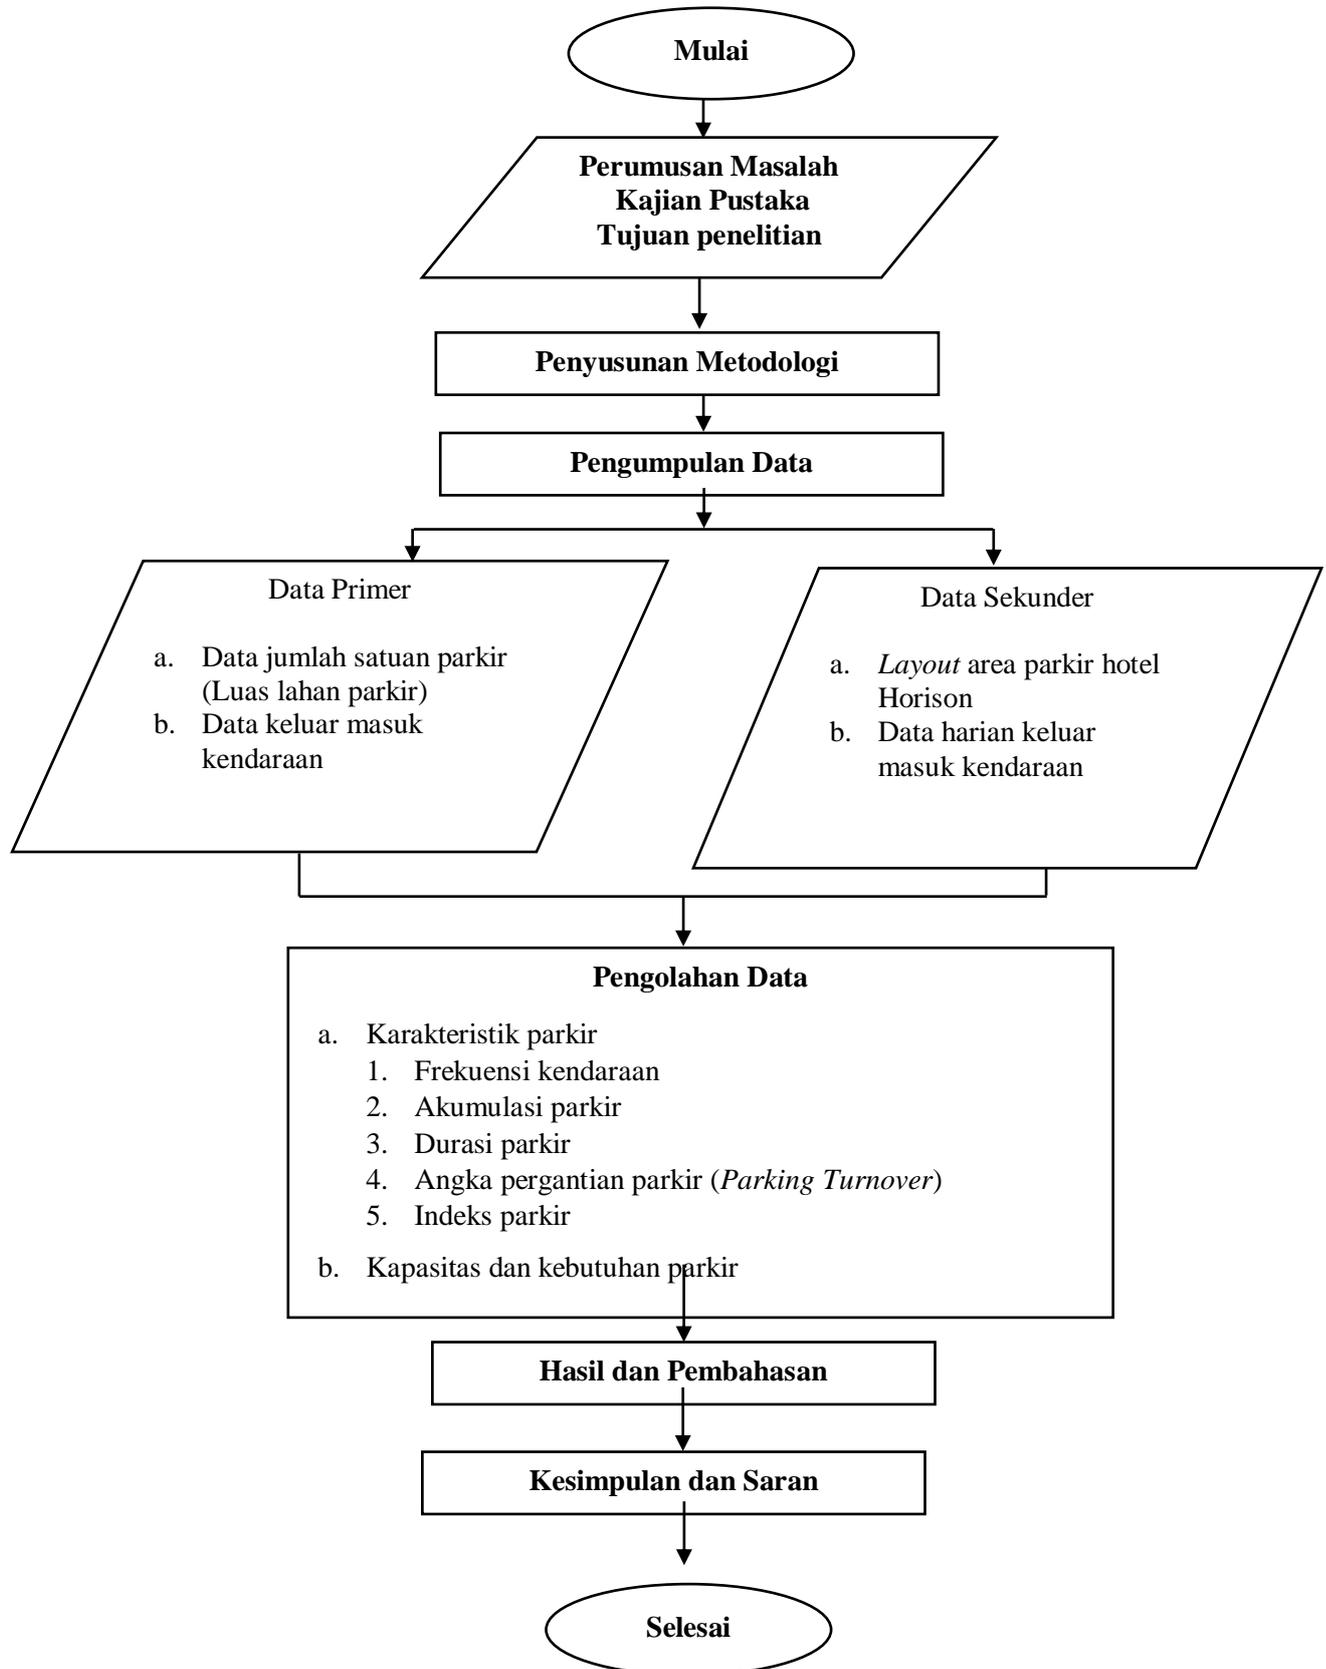 Mulai
Perumusan Masalah
Kajian Pustaka
Tujuan penelitian
Penyusunan Metodologi
Pengumpulan Data
Data Primer
a. Data jumlah satuan parkir
(Luas lahan parkir)
b. Data keluar masuk
kendaraan
Data Sekunder
a. Layout area parkir hotel
Horison
b. Data harian keluar
masuk kendaraan
Pengolahan Data
a. Karakteristik parkir
1. Frekuensi kendaraan
2. Akumulasi parkir
3. Durasi parkir
4. Angka pergantian parkir (Parking Turnover)
5. Indeks parkir
b. Kapasitas dan kebutuhan parkir
Hasil dan Pembahasan
Kesimpulan dan Saran
Selesai